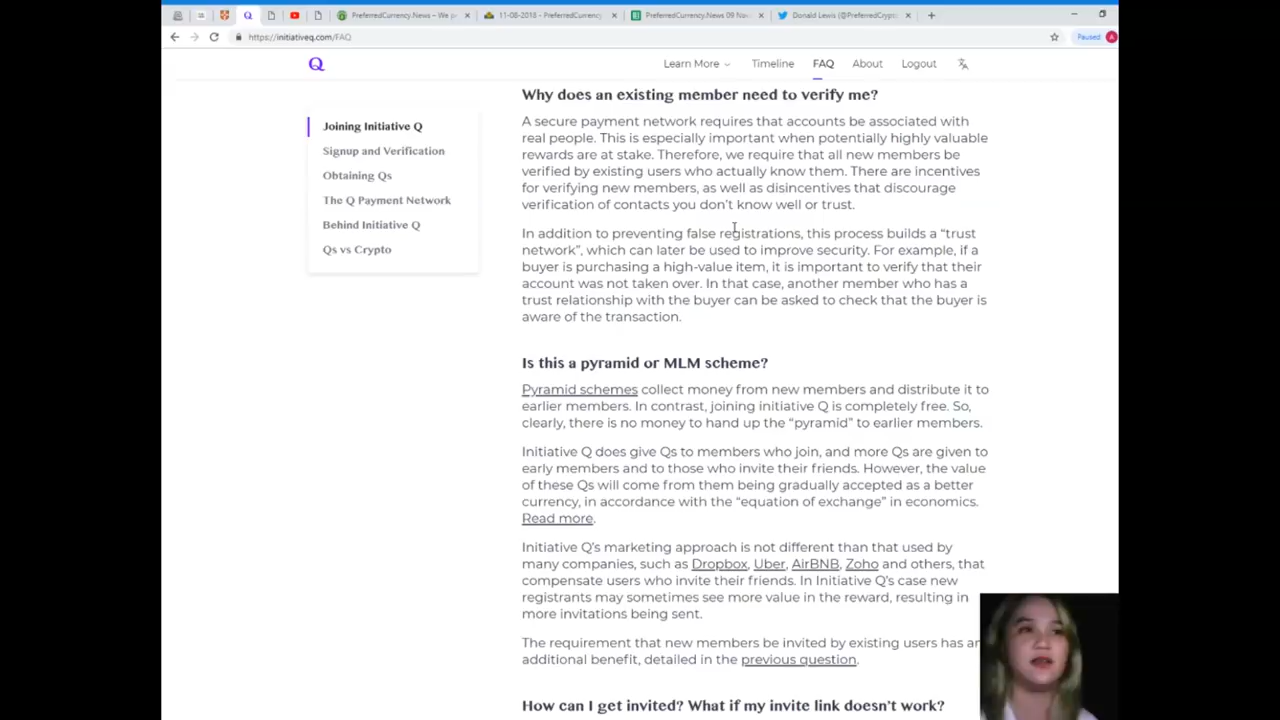 PreferredCurrency.News – We p
11-08-2018 - PreferredCurrency
PreferredCurrency.News 09 Nov
Donald Lewis (@PreferredCrypt
https://initiativeq.com/FAQ
Paused
A
Q
Learn More
Timeline
FAQ
About
Logout
Joining Initiative Q
Signup and Verification
Obtaining Qs
The Q Payment Network
Behind Initiative Q
Qs vs Crypto
Why does an existing member need to verify me?
A secure payment network requires that accounts be associated with
real people. This is especially important when potentially highly valuable
rewards are at stake. Therefore, we require that all new members be
verified by existing users who actually know them. There are incentives
for verifying new members, as well as disincentives that discourage
verification of contacts you don’t know well or trust.
In addition to preventing false registrations, this process builds a “trust
network”, which can later be used to improve security. For example, if a
buyer is purchasing a high-value item, it is important to verify that their
account was not taken over. In that case, another member who has a
trust relationship with the buyer can be asked to check that the buyer is
aware of the transaction.
Is this a pyramid or MLM scheme?
Pyramid schemes collect money from new members and distribute it to
earlier members. In contrast, joining initiative Q is completely free. So,
clearly, there is no money to hand up the “pyramid” to earlier members.
Initiative Q does give Qs to members who join, and more Qs are given to
early members and to those who invite their friends. However, the value
of these Qs will come from them being gradually accepted as a better
currency, in accordance with the “equation of exchange” in economics.
Read more.
Initiative Q’s marketing approach is not different than that used by
many companies, such as Dropbox, Uber, AirBNB, Zoho and others, that
compensate users who invite their friends. In Initiative Q’s case new
registrants may sometimes see more value in the reward, resulting in
more invitations being sent.
The requirement that new members be invited by existing users has an
additional benefit, detailed in the previous question.
How can I get invited? What if my invite link doesn’t work?